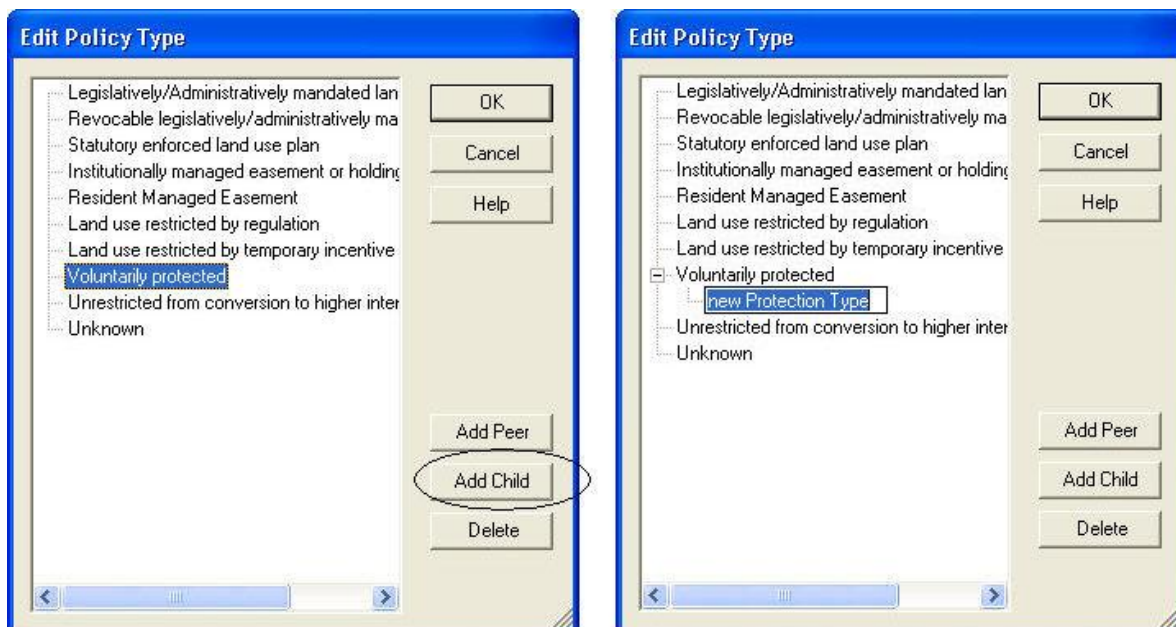 Edit Policy Type
Legislatively/Administratively mandated lan
Revocable legislatively/administratively ma
Statutory enforced land use plan
Institutionally managed easement or holding
Resident Managed Easement
Land use restricted by regulation
Land use restricted by temporary incentive
Voluntarily protected
Unrestricted from conversion to higher inter
Unknown
OK
Cancel
Help
Add Peer
Add Child
Delete
Edit Policy Type
Legislatively/Administratively mandated lan
Revocable legislatively/administratively ma
Statutory enforced land use plan
Institutionally managed easement or holding
Resident Managed Easement
Land use restricted by regulation
Land use restricted by temporary incentive
Voluntarily protected
new Protection Type
Unrestricted from conversion to higher inter
Unknown
OK
Cancel
Help
Add Peer
Add Child
Delete